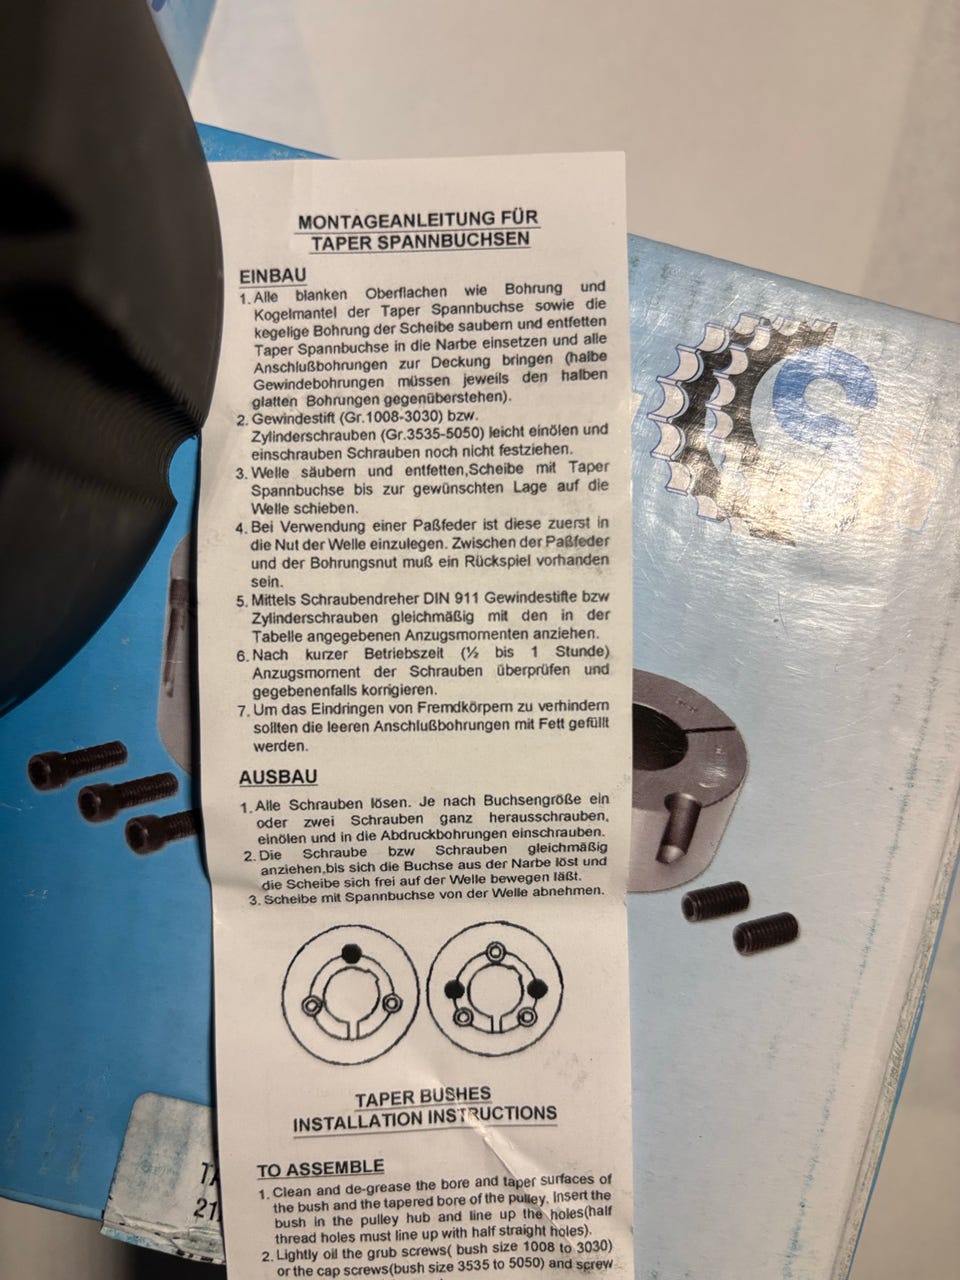 MONTAGEANLEITUNG FÜR
TAPER SPANNBUCHSEN
EINBAU
1. Alle blanken Oberflachen wie Bohrung und
Kogelmantel der Taper Spannbuchse sowie die
kegelige Bohrung der Scheibe saubern und entfetten
Taper Spannbuchse in die Narbe einsetzen und alle
Anschlußbohrungen zur Deckung bringen (halbe
Gewindebohrungen müssen jeweils den halben
glatten Bohrungen gegenüberstehen).
2. Gewindestift (Gr.1008-3030) bzw.
Zylinderschrauben (Gr.3535-5050) leicht einölen und
einschrauben Schrauben noch nicht festziehen.
3. Welle säubern und entfetten,Scheibe mit Taper
Spannbuchse bis zur gewünschten Lage auf die
Welle schieben.
4. Bei Verwendung einer Paßfeder ist diese zuerst in
die Nut der Welle einzulegen. Zwischen der Paßfeder
und der Bohrungsnut muß ein Rückspiel vorhanden
sein.
5. Mittels Schraubendreher DIN 911 Gewindestifte bzw
Zylinderschrauben gleichmäßig mit den in der
Tabelle angegebenen Anzugsmomenten anziehen.
6. Nach kurzer Betriebszeit (½ bis 1 Stunde)
Anzugsmornent der Schrauben überprüfen und
gegebenenfalls korrigieren.
7. Um das Eindringen von Fremdkörpern zu verhindern
sollten die leeren Anschlußbohrungen mit Fett gefüllt
werden.
AUSBAU
1. Alle Schrauben lösen. Je nach Buchsengröße ein
oder zwei Schrauben ganz herausschrauben,
einölen und in die Abdruckbohrungen einschrauben.
2. Die Schraube bzw Schrauben gleichmäßig
anziehen,bis sich die Buchse aus der Narbe löst und
die Scheibe sich frei auf der Welle bewegen läßt.
3. Scheibe mit Spannbuchse von der Welle abnehmen.
TAPER BUSHES
INSTALLATION INSTRUCTIONS
TO ASSEMBLE
1. Clean and de-grease the bore and taper surfaces of
the bush and the tapered bore of the pulley. Insert the
bush in the pulley hub and line up the holes(half
thread holes must line up with half straight holes).
2. Lightly oil the grub screws( bush size 1008 to 3030)
or the cap screws(bush size 3535 to 5050) and screw